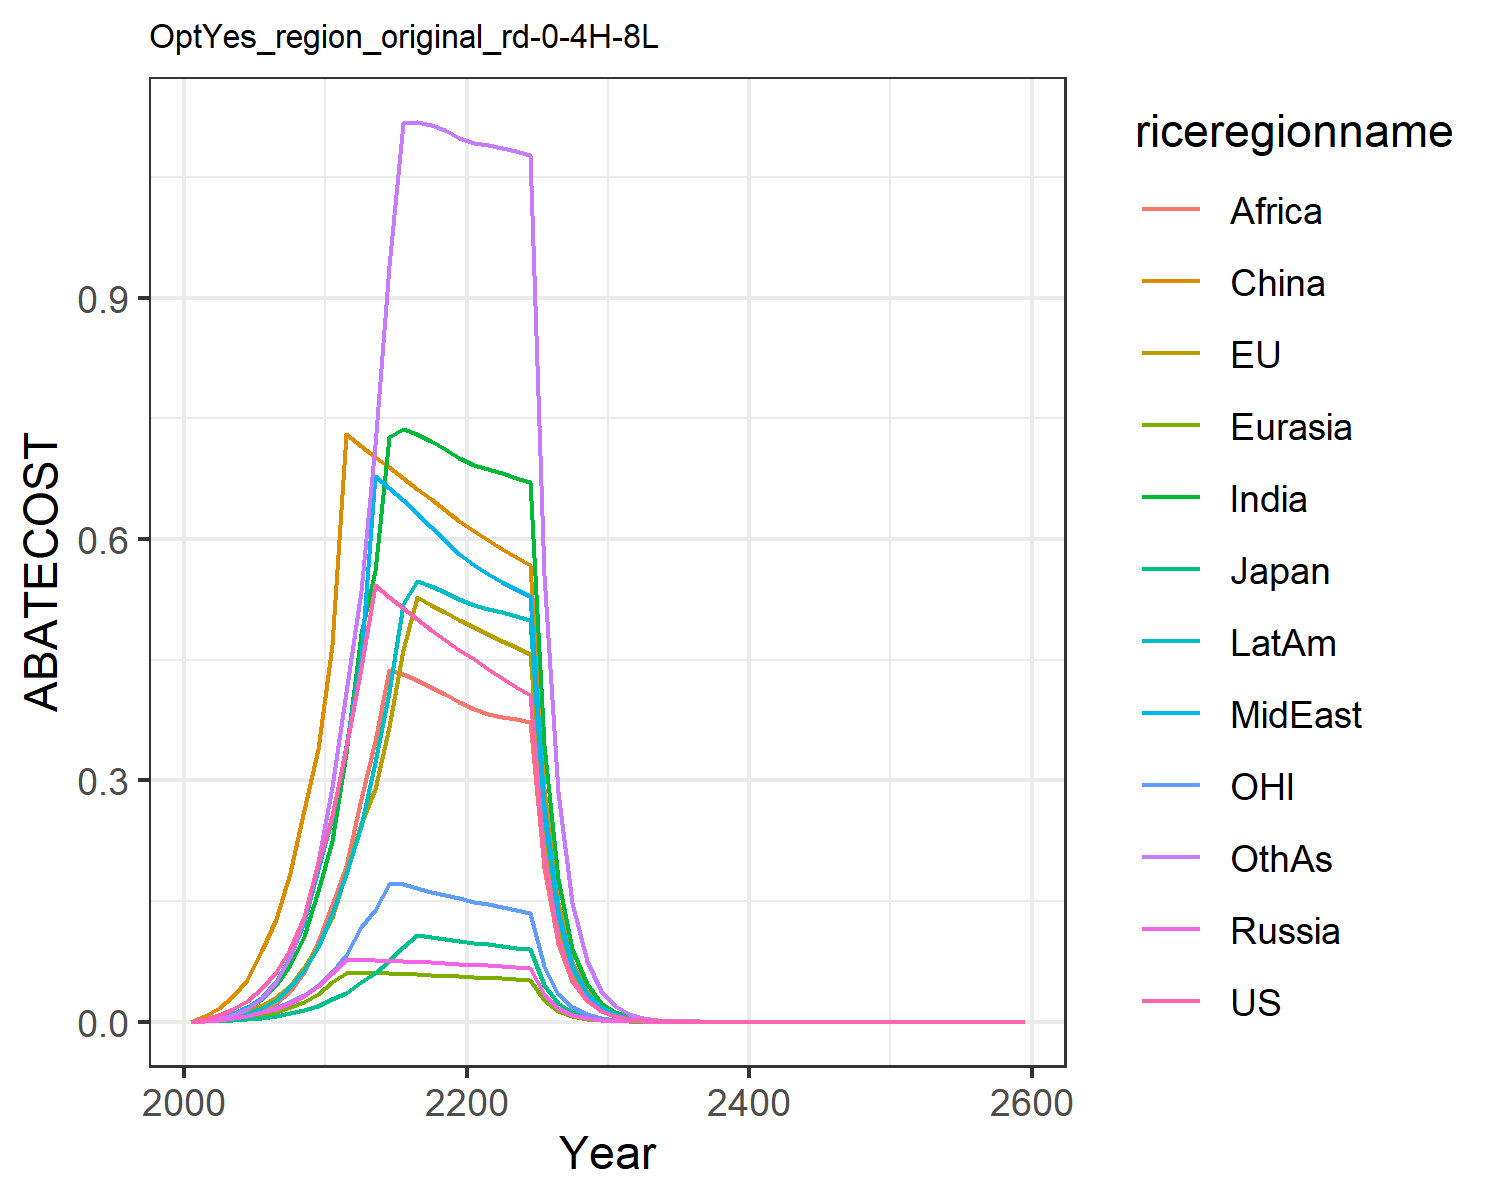 OptYes_region_original_rd-0-4H-8L
ABATECOST
0.9
0.6
0.3
0.0
2000
2200
2400
2600
Year
riceregionname
Africa
China
EU
Eurasia
India
Japan
LatAm
MidEast
OHI
OthAs
Russia
US